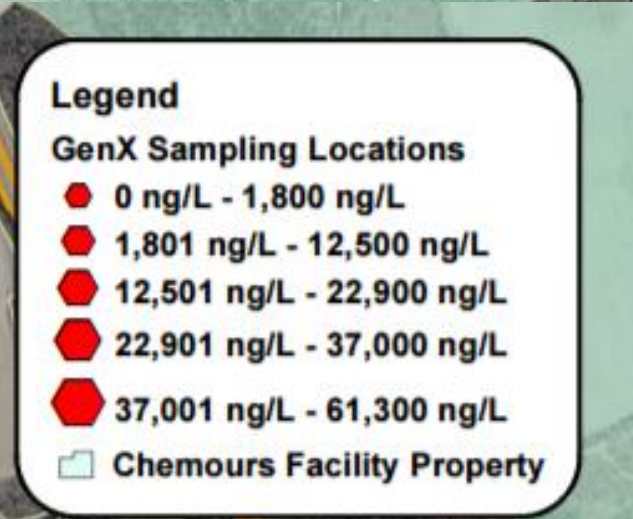 Legend
GenX Sampling Locations
0 ng/L - 1,800 ng/L
1,801 ng/L - 12,500 ng/L
12,501 ng/L - 22,900 ng/L
22,901 ng/L - 37,000 ng/L
37,001 ng/L - 61,300 ng/L
Chemours Facility Property